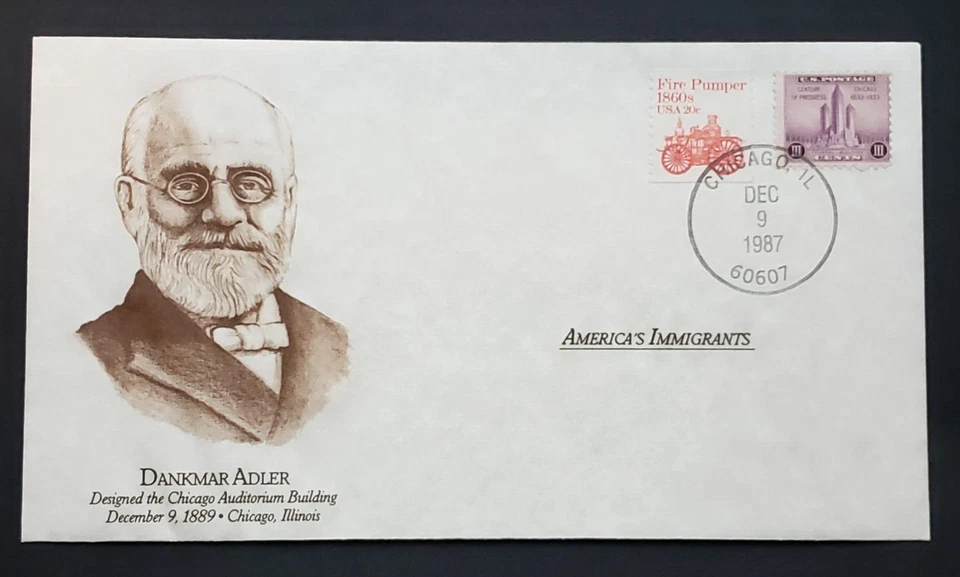 Fire Pumper
1860s
USA 20c
U.S. POSTAGE
CENTURY CHICAGO
OF PROGRESS 1833-1933
III III
CENTS
CHICAGO, IL
DEC
9
1987
60607
AMERICA'S IMMIGRANTS
DANKMAR ADLER
Designed the Chicago Auditorium Building
December 9, 1889 • Chicago, Illinois